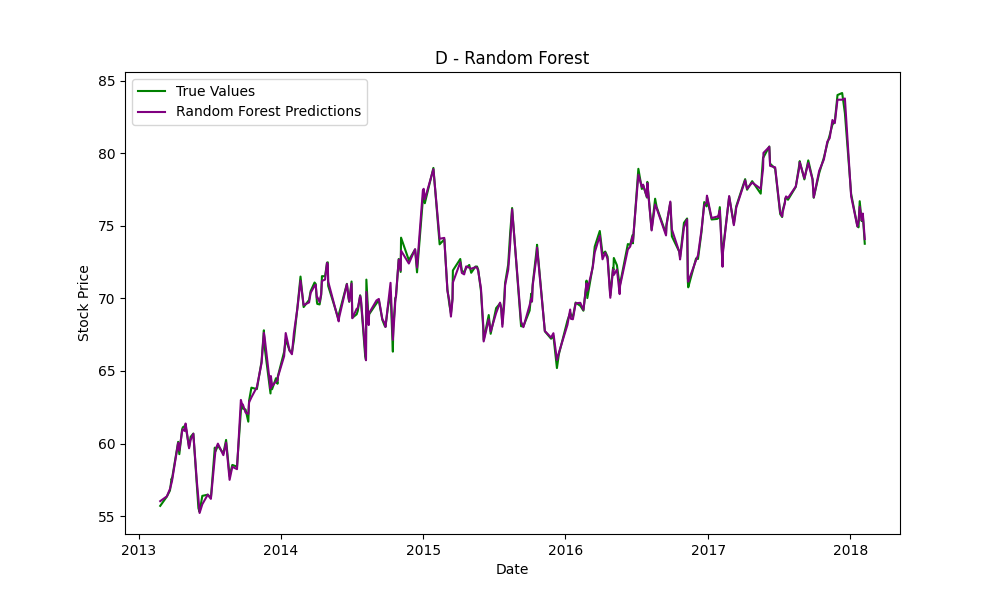 D - Random Forest
True Values
Random Forest Predictions
85
80
75
70
65
60
55
Stock Price
2013
2014
2015
2016
2017
2018
Date